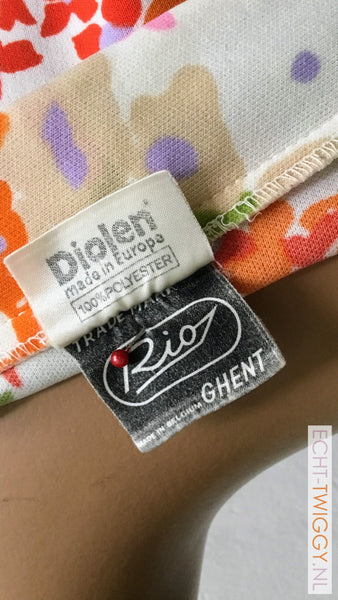 Diolen
made in Europe
100% POLYESTER
TRADE MARK
Rio
GHENT
MADE IN BELGIUM
ECHT-TWIGGY.NL